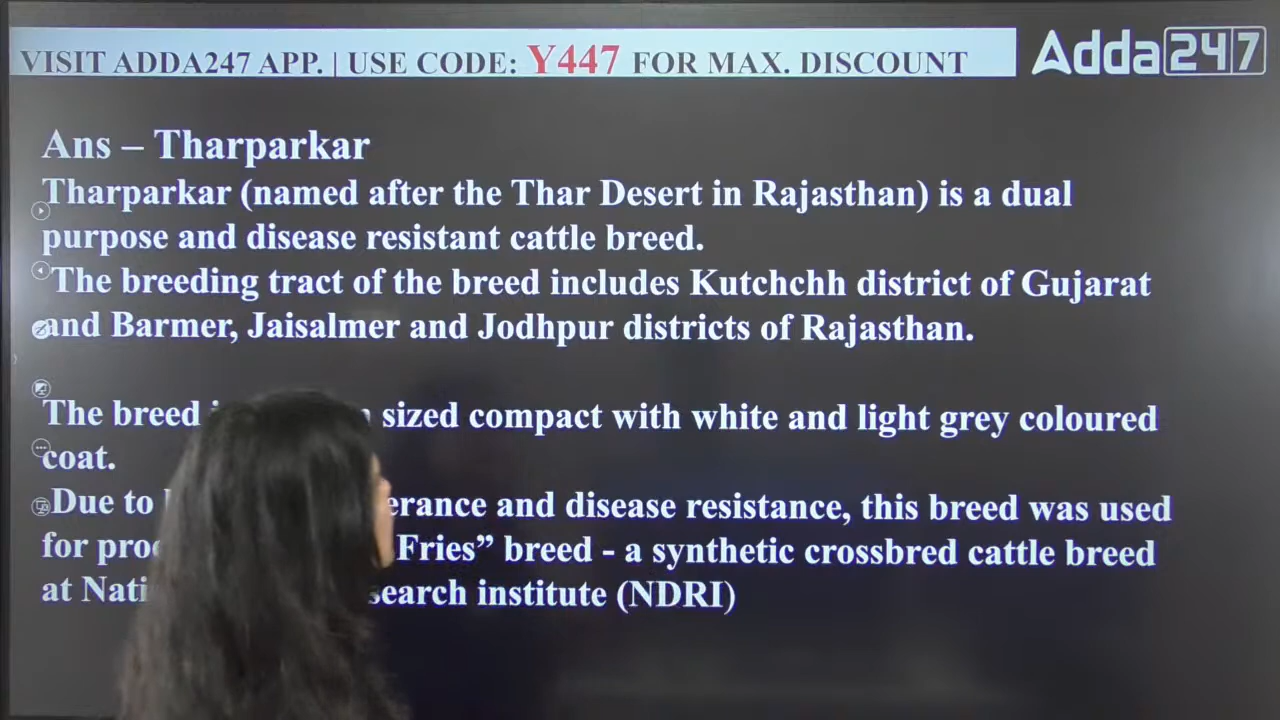 VISIT ADDA247 APP. | USE CODE: Y447 FOR MAX. DISCOUNT
Adda247
Ans – Tharparkar
Tharparkar (named after the Thar Desert in Rajasthan) is a dual
purpose and disease resistant cattle breed.
The breeding tract of the breed includes Kutchchh district of Gujarat
and Barmer, Jaisalmer and Jodhpur districts of Rajasthan.
The breed sized compact with white and light grey coloured
coat.
Due to and disease resistance, this breed was used
for Fries” breed - a synthetic crossbred cattle breed
at institute (NDRI)